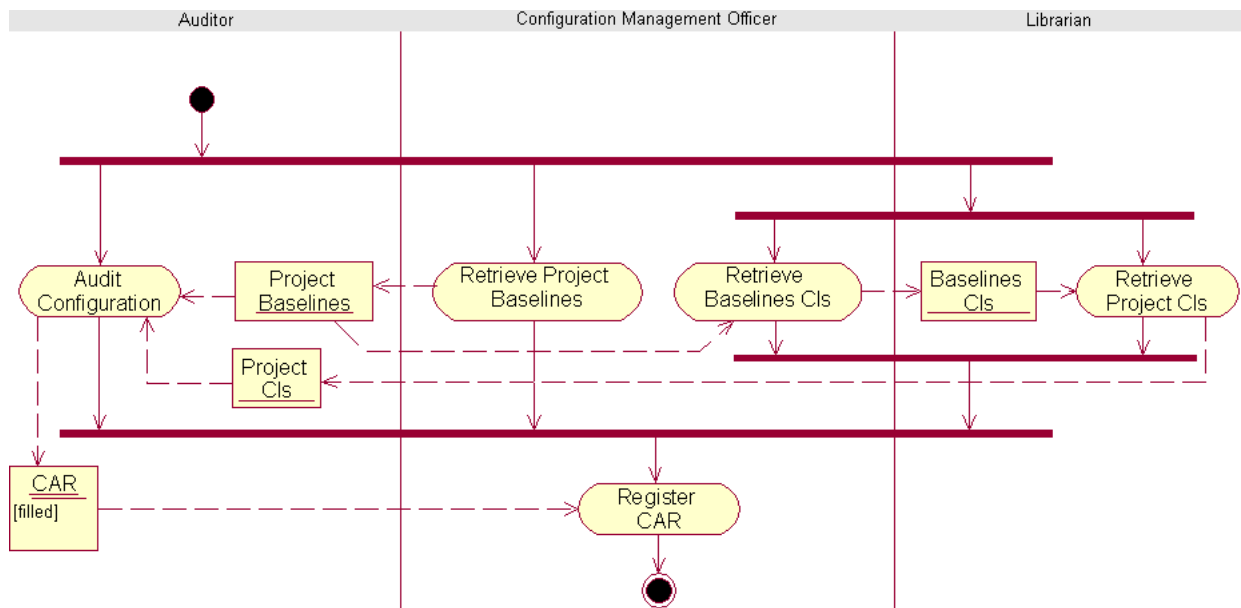 Auditor
Configuration Management Officer
Librarian
Audit
Configuration
Project
Baselines
Retrieve Project
Baselines
Retrieve
Baselines CIs
Baselines
CIs
Retrieve
Project CIs
Project
CIs
CAR
[filled]
Register
CAR